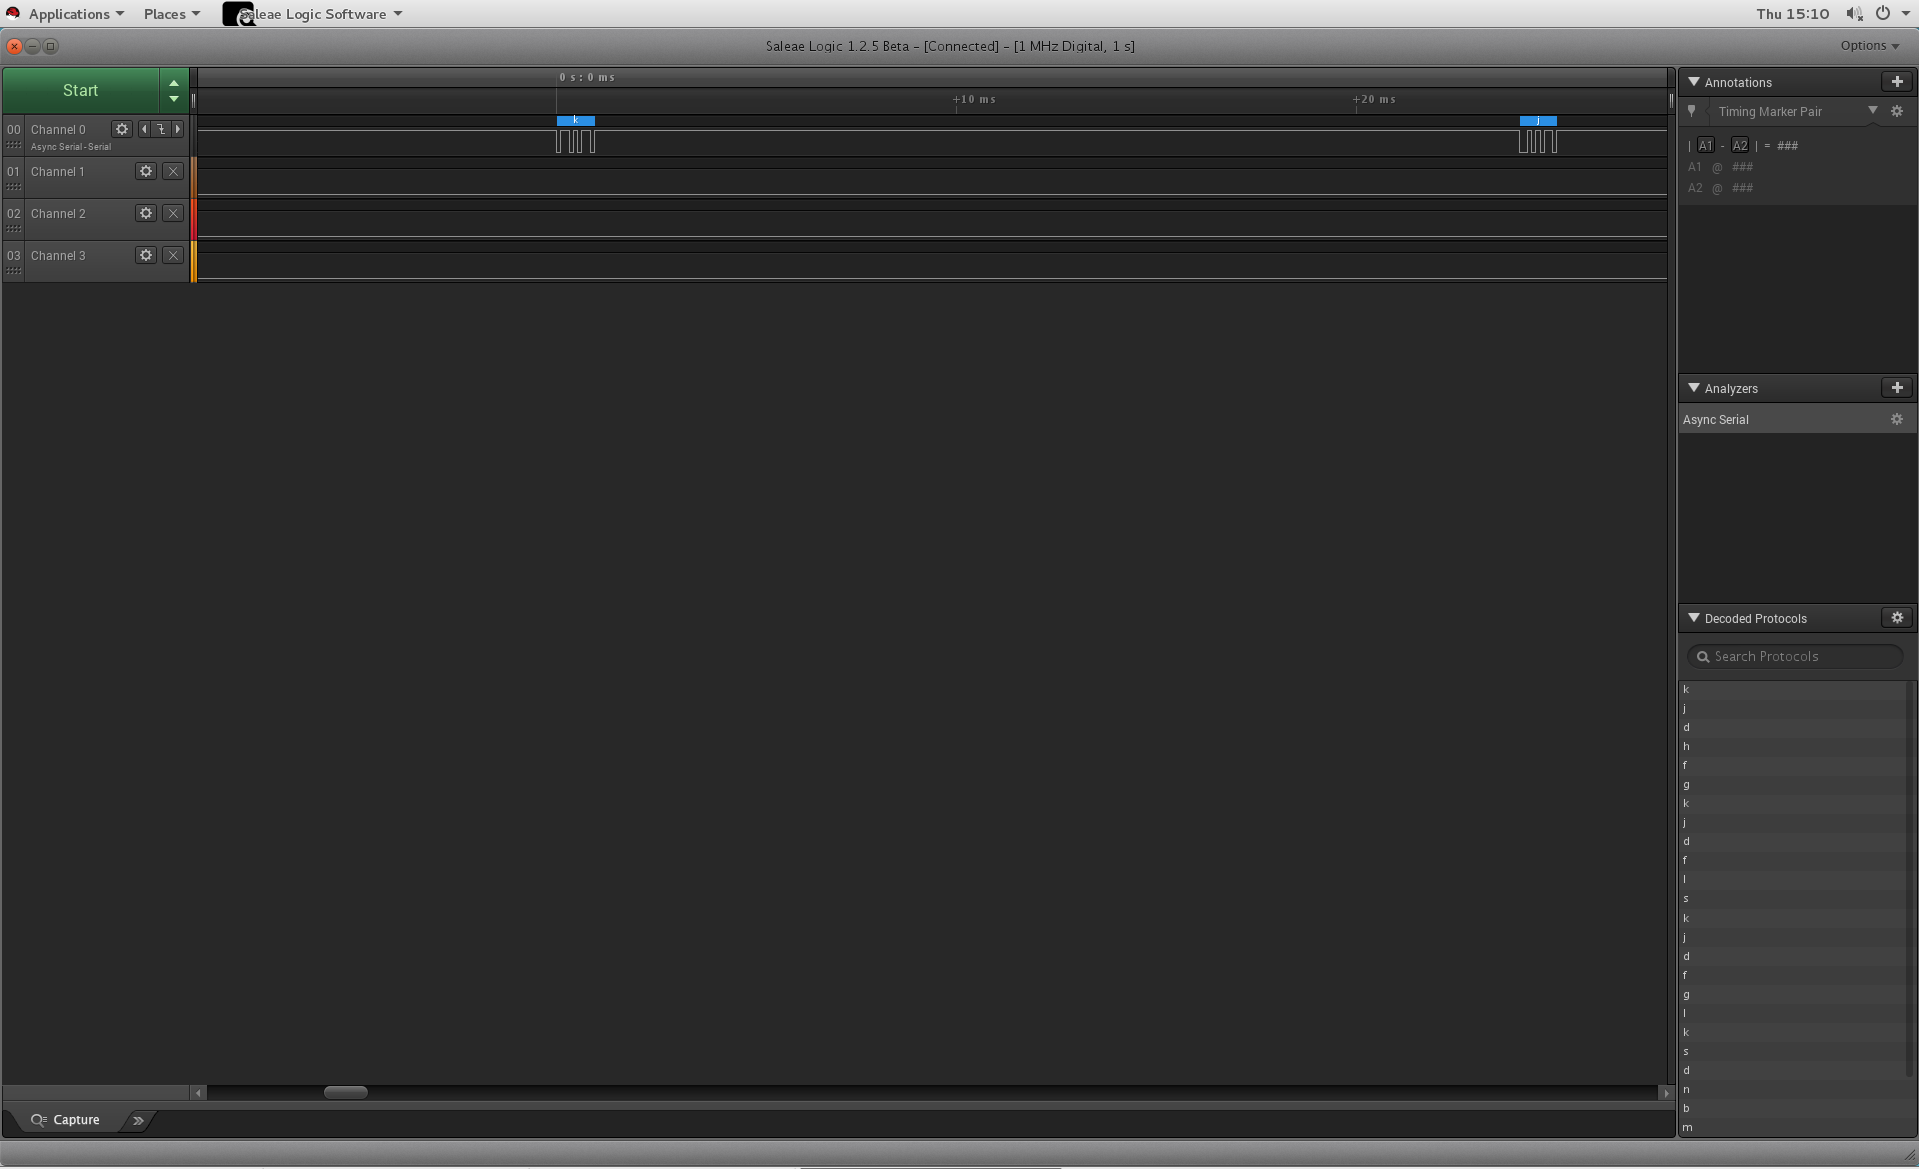 Applications Places Saleae Logic Software Thu 15:10
Saleae Logic 1.2.5 Beta - [Connected] - [1 MHz Digital, 1 s] Options
Start
0 s : 0 ms
+10 ms +20 ms
k j
00 Channel 0
Async Serial - Serial
01 Channel 1
02 Channel 2
03 Channel 3
Annotations
Timing Marker Pair
| A1 - A2 | = ###
A1 @ ###
A2 @ ###
Analyzers
Async Serial
Decoded Protocols
Search Protocols
k
j
d
h
f
g
k
j
d
f
l
s
k
j
d
f
g
l
k
s
d
n
b
m
Capture